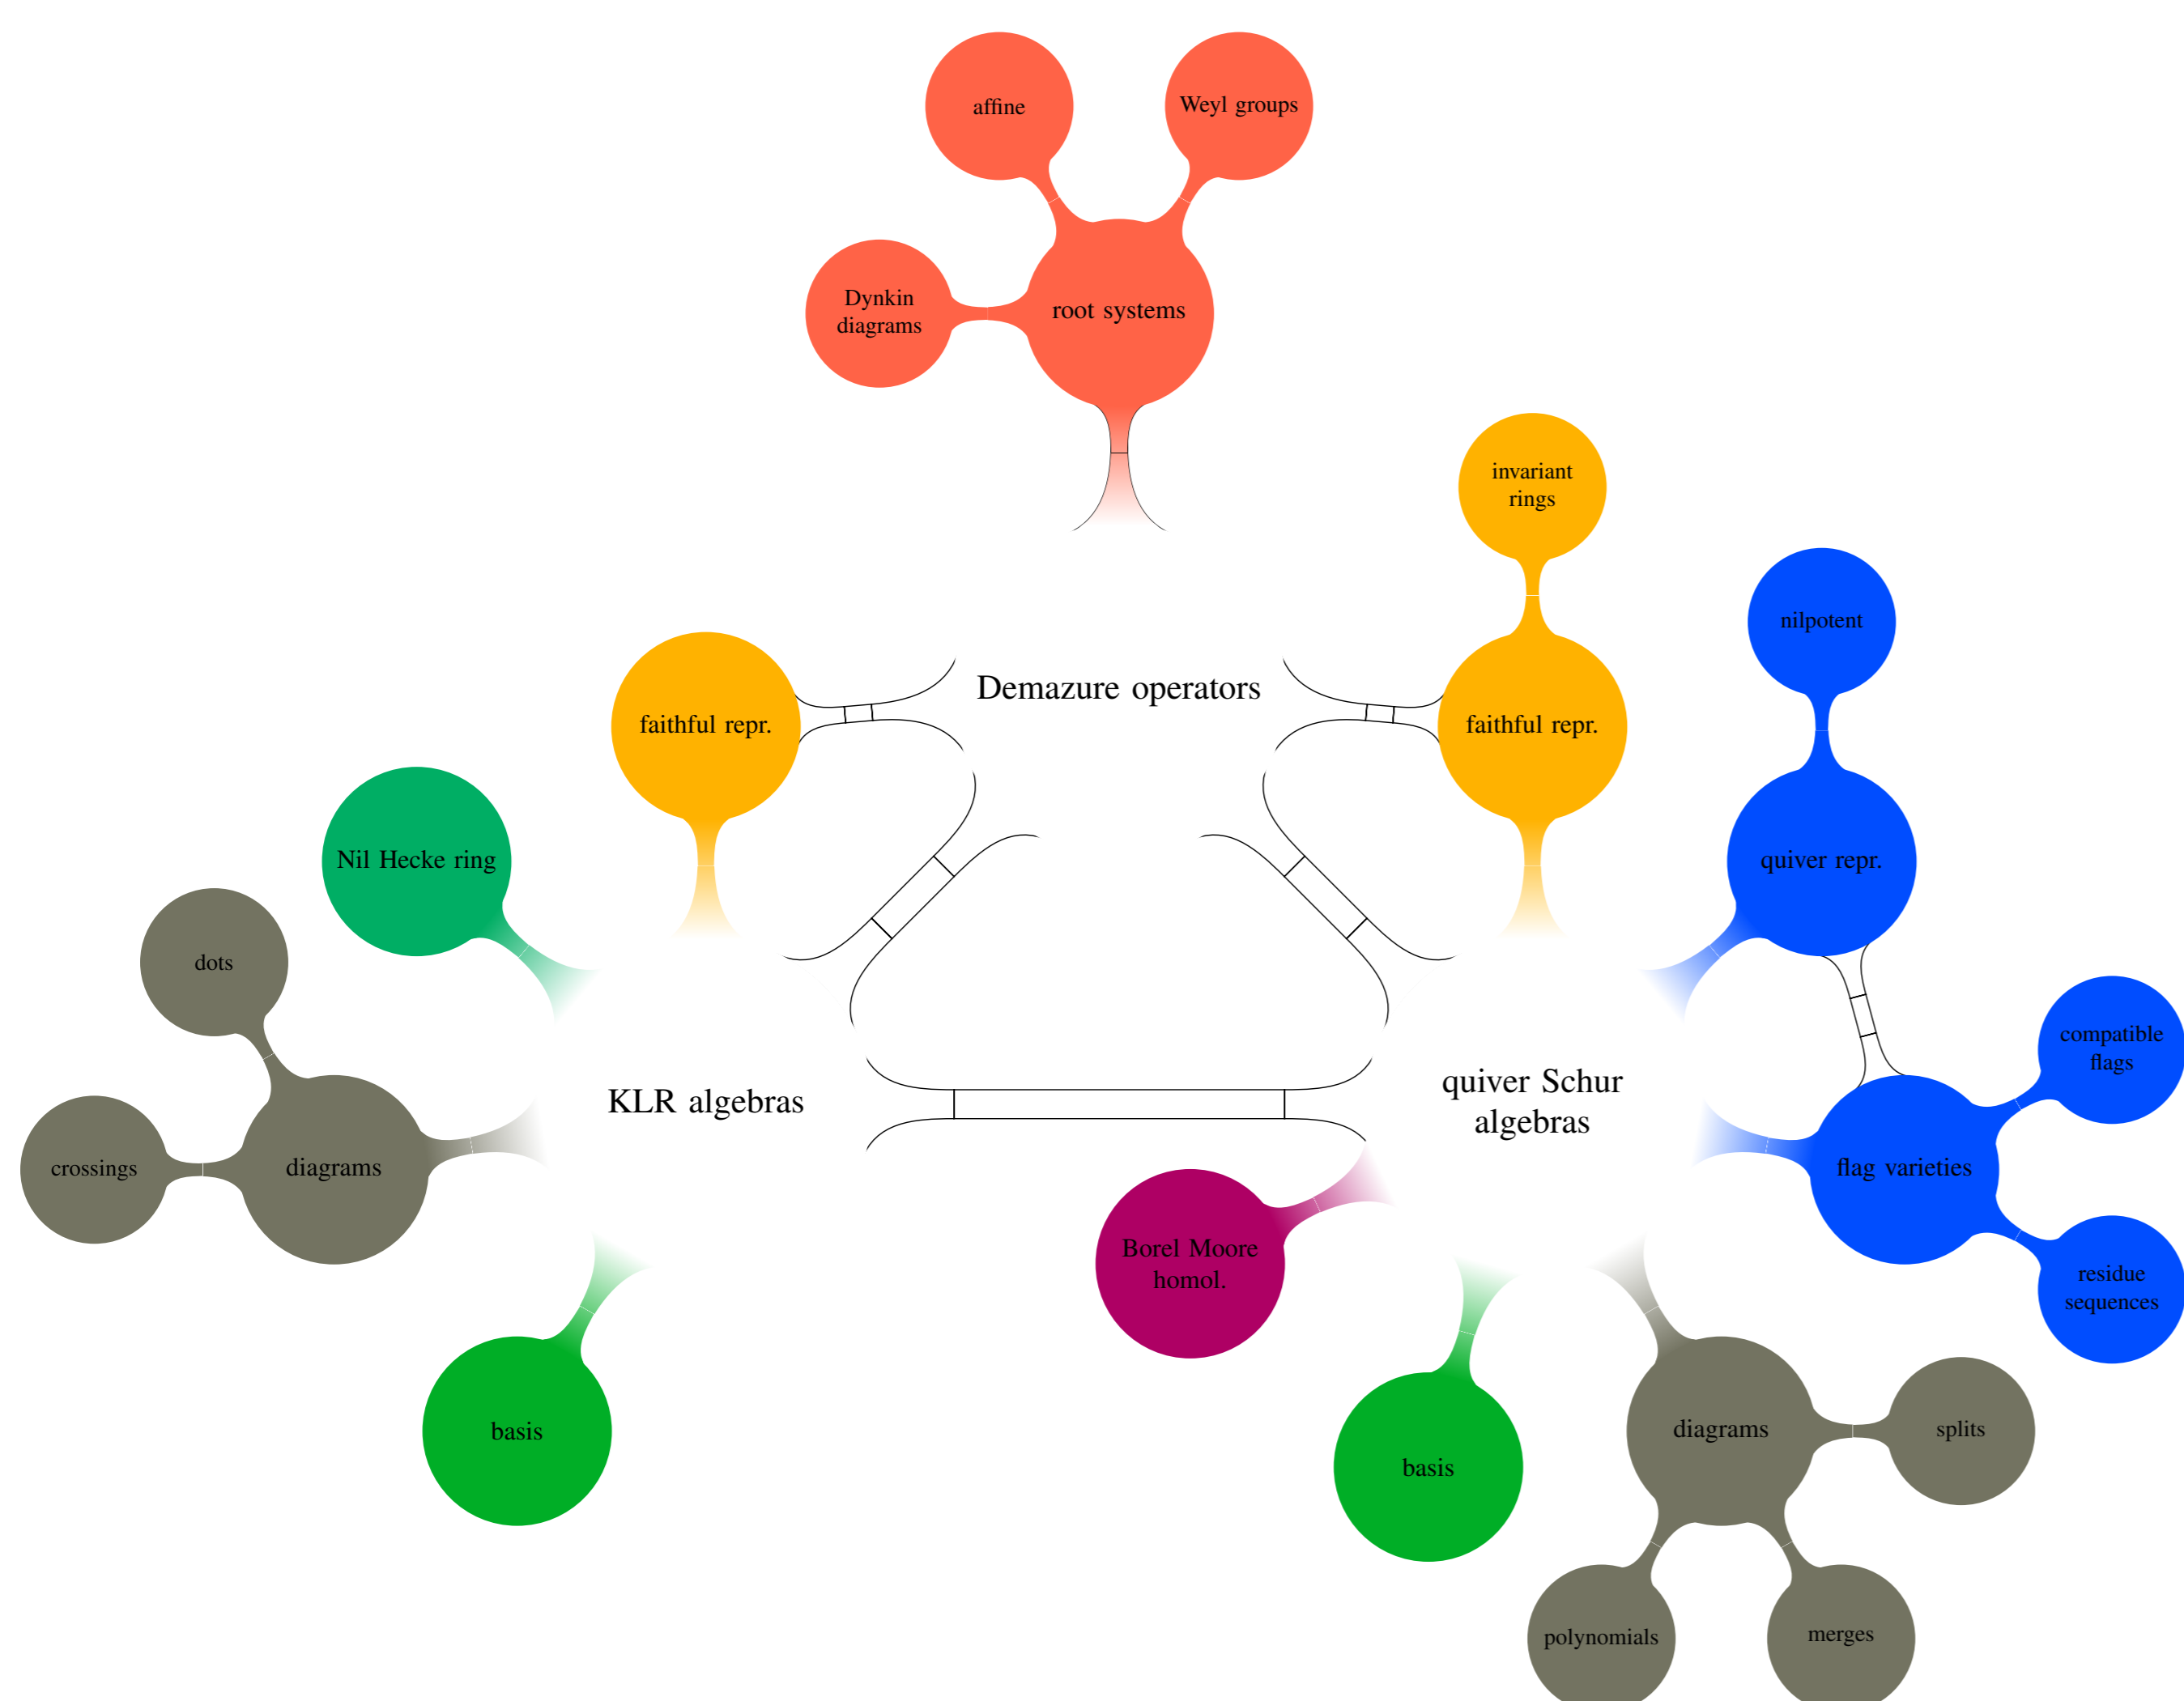 affine
Weyl groups
Dynkin
diagrams
root systems
invariant
rings
nilpotent
Demazure operators
faithful repr.
faithful repr.
Nil Hecke ring
quiver repr.
dots
compatible
flags
KLR algebras
quiver Schur
algebras
crossings
diagrams
flag varieties
Borel Moore
homol.
residue
sequences
basis
basis
diagrams
splits
polynomials
merges